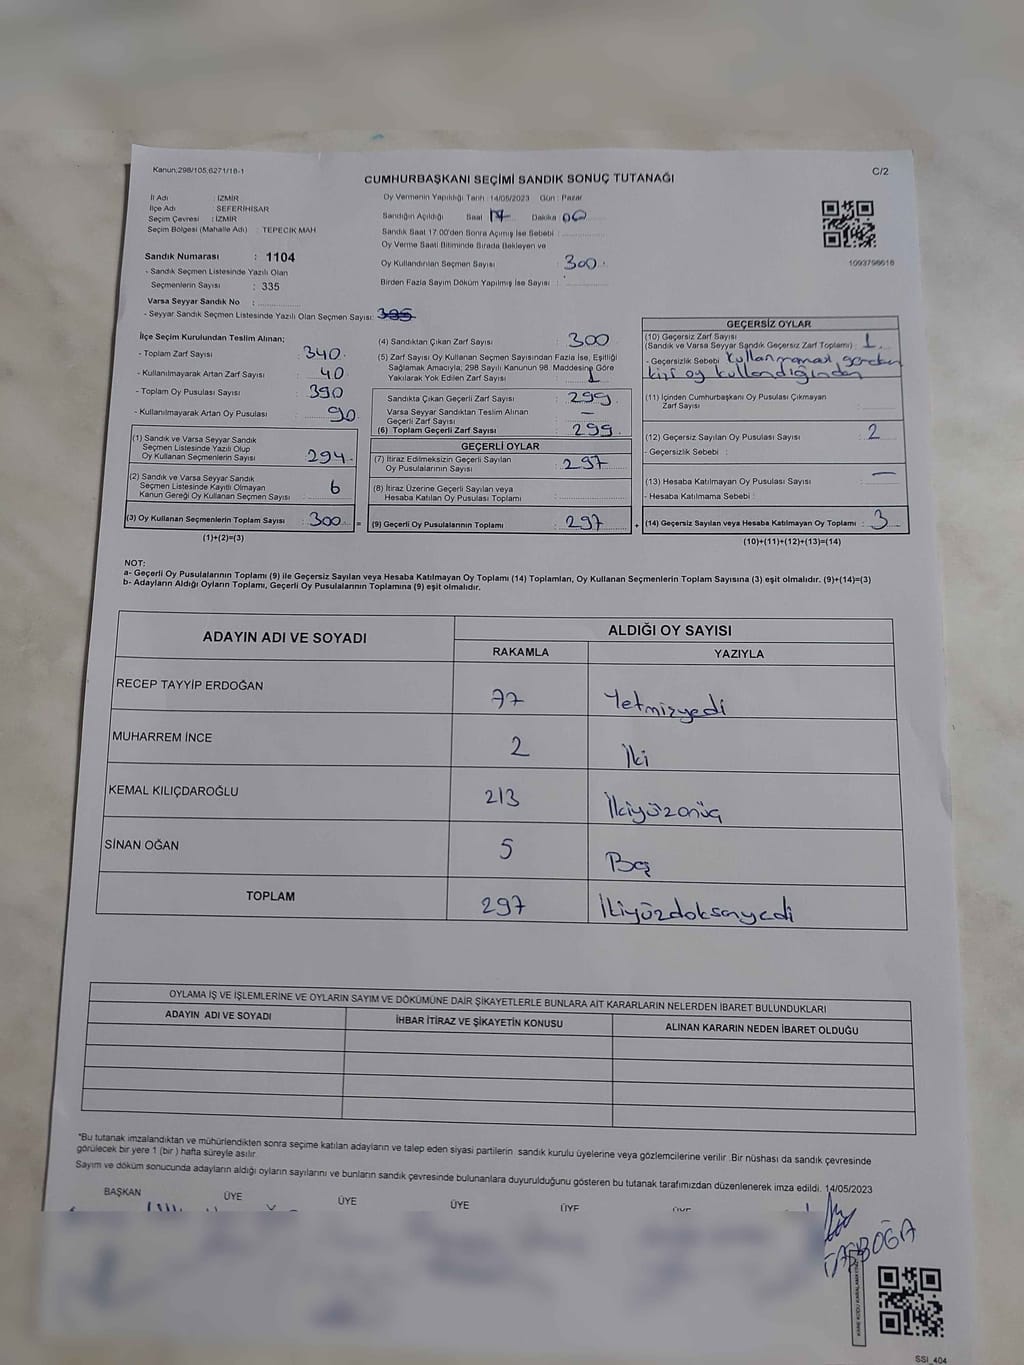 Kanun;298/105,6271/16-1
C/2
CUMHURBAŞKANI SEÇİMİ SANDIK SONUÇ TUTANAĞI
İl Adı : İZMİR
İlçe Adı : SEFERİHİSAR
Seçim Çevresi : İZMİR
Seçim Bölgesi (Mahalle Adı) : TEPECİK MAH
Oy Vermenin Yapıldığı Tarih : 14/05/2023 Gün : Pazar
Sandığın Açıldığı Saat : 17 Dakika : 00
Sandık Saat 17.00'den Sonra Açımış İse Sebebi :
Oy Verme Saati Bitiminde Sırada Bekleyen ve
Oy Kullandırılan Seçmen Sayısı : 300
Birden Fazla Sayım Döküm Yapılmış İse Sayısı :
1093798616
Sandık Numarası : 1104
- Sandık Seçmen Listesinde Yazılı Olan
Seçmenlerin Sayısı : 335
Varsa Seyyar Sandık No :
- Seyyar Sandık Seçmen Listesinde Yazılı Olan Seçmen Sayısı:
İlçe Seçim Kurulundan Teslim Alınan;
- Toplam Zarf Sayısı : 340
- Kullanılmayarak Artan Zarf Sayısı : 40
- Toplam Oy Pusulası Sayısı : 390
- Kullanılmayarak Artan Oy Pusulası : 90
(1) Sandık ve Varsa Seyyar Sandık
Seçmen Listesinde Yazılı Olup
Oy Kullanan Seçmenlerin Sayısı : 294
(2) Sandık ve Varsa Seyyar Sandık
Seçmen Listesinde Kayıtlı Olmayan
Kanun Gereği Oy Kullanan Seçmen Sayısı : 6
(3) Oy Kullanan Seçmenlerin Toplam Sayısı : 300 =
(1)+(2)=(3)
(4) Sandıktan Çıkan Zarf Sayısı : 300
(5) Zarf Sayısı Oy Kullanan Seçmen Sayısından Fazla İse, Eşitliği
Sağlamak Amacıyla; 298 Sayılı Kanunun 98. Maddesine Göre
Yakılarak Yok Edilen Zarf Sayısı : 1
Sandıkta Çıkan Geçerli Zarf Sayısı : 299
Varsa Seyyar Sandıktan Teslim Alınan
Geçerli Zarf Sayısı : —
(6) Toplam Geçerli Zarf Sayısı : 299
GEÇERLİ OYLAR
(7) İtiraz Edilmeksizin Geçerli Sayılan
Oy Pusulalarının Sayısı : 297
(8) İtiraz Üzerine Geçerli Sayılan veya
Hesaba Katılan Oy Pusulası Toplamı :
(9) Geçerli Oy Pusulalarının Toplamı : 297 +
GEÇERSİZ OYLAR
(10) Geçersiz Zarf Sayısı
(Sandık ve Varsa Seyyar Sandık Geçersiz Zarf Toplamı) : 1
- Geçersizlik Sebebi : kullanmaması gereken
kişi oy kullandığından
(11) İçinden Cumhurbaşkanı Oy Pusulası Çıkmayan
Zarf Sayısı :
(12) Geçersiz Sayılan Oy Pusulası Sayısı : 2
- Geçersizlik Sebebi :
(13) Hesaba Katılmayan Oy Pusulası Sayısı : —
- Hesaba Katılmama Sebebi :
(14) Geçersiz Sayılan veya Hesaba Katılmayan Oy Toplamı : 3
(10)+(11)+(12)+(13)=(14)
NOT:
a- Geçerli Oy Pusulalarının Toplamı (9) ile Geçersiz Sayılan veya Hesaba Katılmayan Oy Toplamı (14) Toplamları, Oy Kullanan Seçmenlerin Toplam Sayısına (3) eşit olmalıdır. (9)+(14)=(3)
b- Adayların Aldığı Oyların Toplamı, Geçerli Oy Pusulalarının Toplamına (9) eşit olmalıdır.
ADAYIN ADI VE SOYADI
ALDIĞI OY SAYISI
RAKAMLA YAZIYLA
RECEP TAYYİP ERDOĞAN 77 Yetmizyedi
MUHARREM İNCE 2 İki
KEMAL KILIÇDAROĞLU 213 İkiyüzonüç
SİNAN OĞAN 5 Beş
TOPLAM 297 İkiyüzdoksanyedi
OYLAMA İŞ VE İŞLEMLERİNE VE OYLARIN SAYIM VE DÖKÜMÜNE DAİR ŞİKAYETLERLE BUNLARA AİT KARARLARIN NELERDEN İBARET BULUNDUKLARI
ADAYIN ADI VE SOYADI İHBAR İTİRAZ VE ŞİKAYETİN KONUSU ALINAN KARARIN NEDEN İBARET OLDUĞU
*Bu tutanak imzalandıktan ve mühürlendikten sonra seçime katılan adayların ve talep eden siyasi partilerin sandık kurulu üyelerine veya gözlemcilerine verilir .Bir nüshası da sandık çevresinde
görülecek bir yere 1 (bir ) hafta süreyle asılır.
Sayım ve döküm sonucunda adayların aldığı oyların sayılarını ve bunların sandık çevresinde bulunanlara duyurulduğunu gösteren bu tutanak tarafımızdan düzenlenerek imza edildi. 14/05/2023
BAŞKAN ÜYE ÜYE ÜYE ÜYE ÜYE
TAŞBOĞA
SSI_404